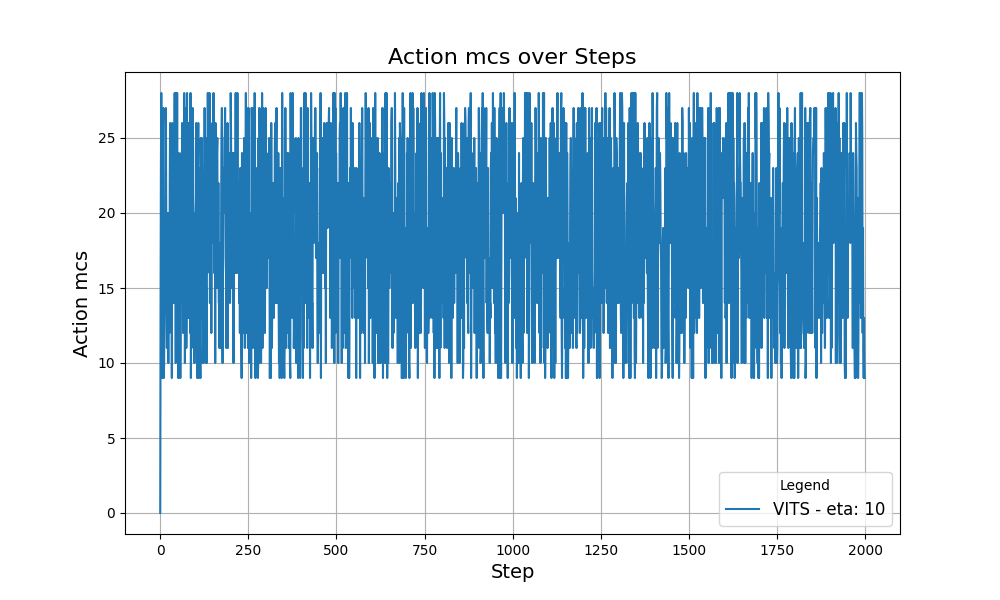 Action mcs over Steps
Action mcs
25
20
15
10
5
0
Legend
VITS - eta: 10
0 250 500 750 1000 1250 1500 1750 2000
Step